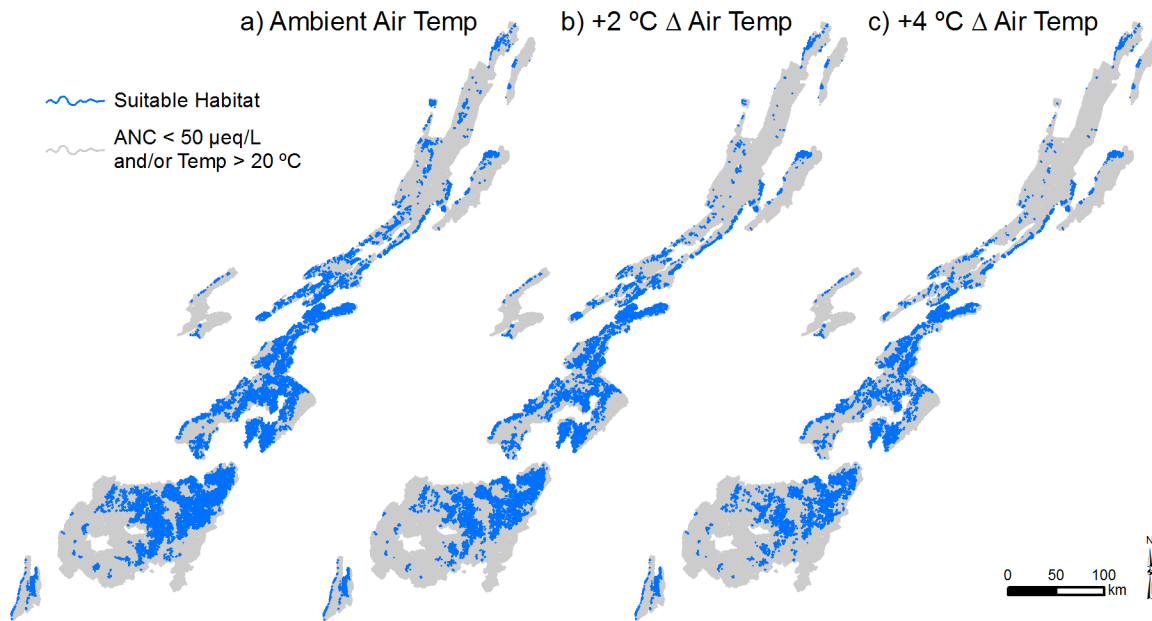 a) Ambient Air Temp
b) +2 ºC Δ Air Temp
c) +4 ºC Δ Air Temp
Suitable Habitat
ANC < 50 µeq/L
and/or Temp > 20 ºC
N
0 50 100
km